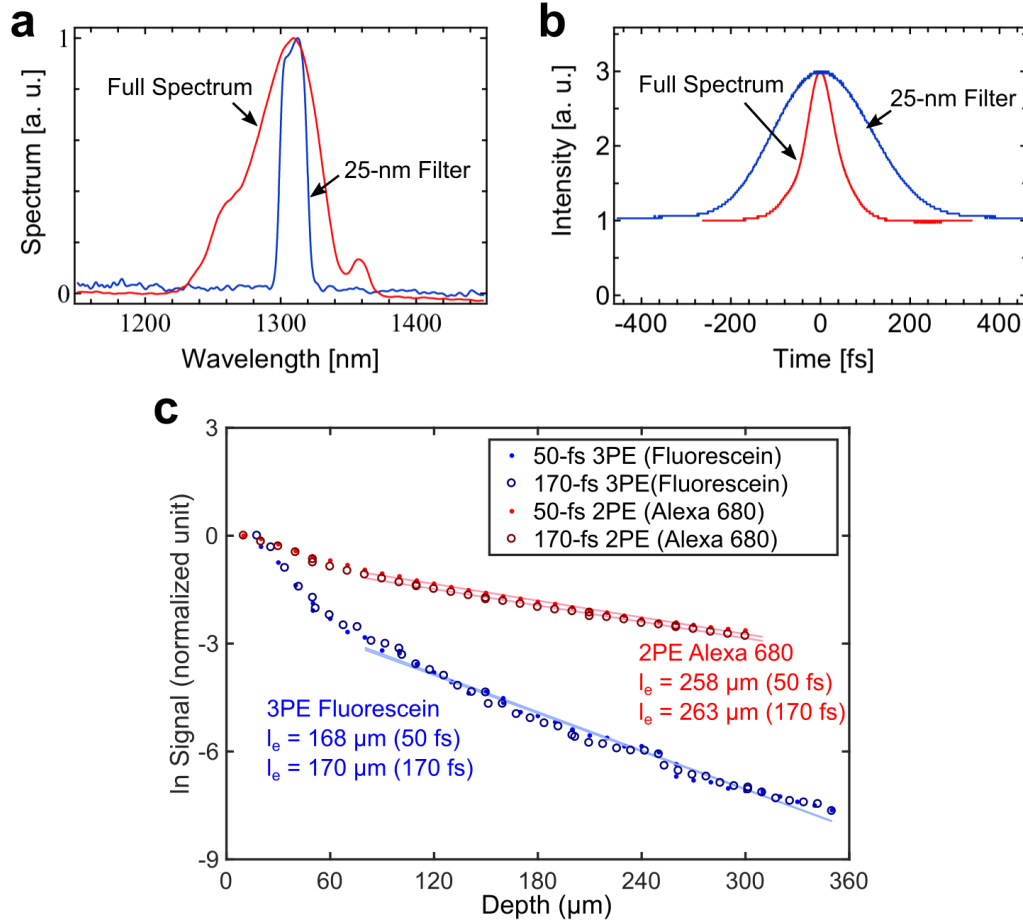 a
Spectrum [a. u.]
1
0
Full Spectrum
25-nm Filter
1200
1300
1400
Wavelength [nm]
b
Intensity [a. u.]
3
2
1
0
Full Spectrum
25-nm Filter
-400
-200
0
200
400
Time [fs]
c
ln Signal (normalized unit)
3
0
-3
-6
-9
50-fs 3PE (Fluorescein)
170-fs 3PE(Fluorescein)
50-fs 2PE (Alexa 680)
170-fs 2PE (Alexa 680)
2PE Alexa 680
lₑ = 258 µm (50 fs)
lₑ = 263 µm (170 fs)
3PE Fluorescein
lₑ = 168 µm (50 fs)
lₑ = 170 µm (170 fs)
0
60
120
180
240
300
360
Depth (µm)